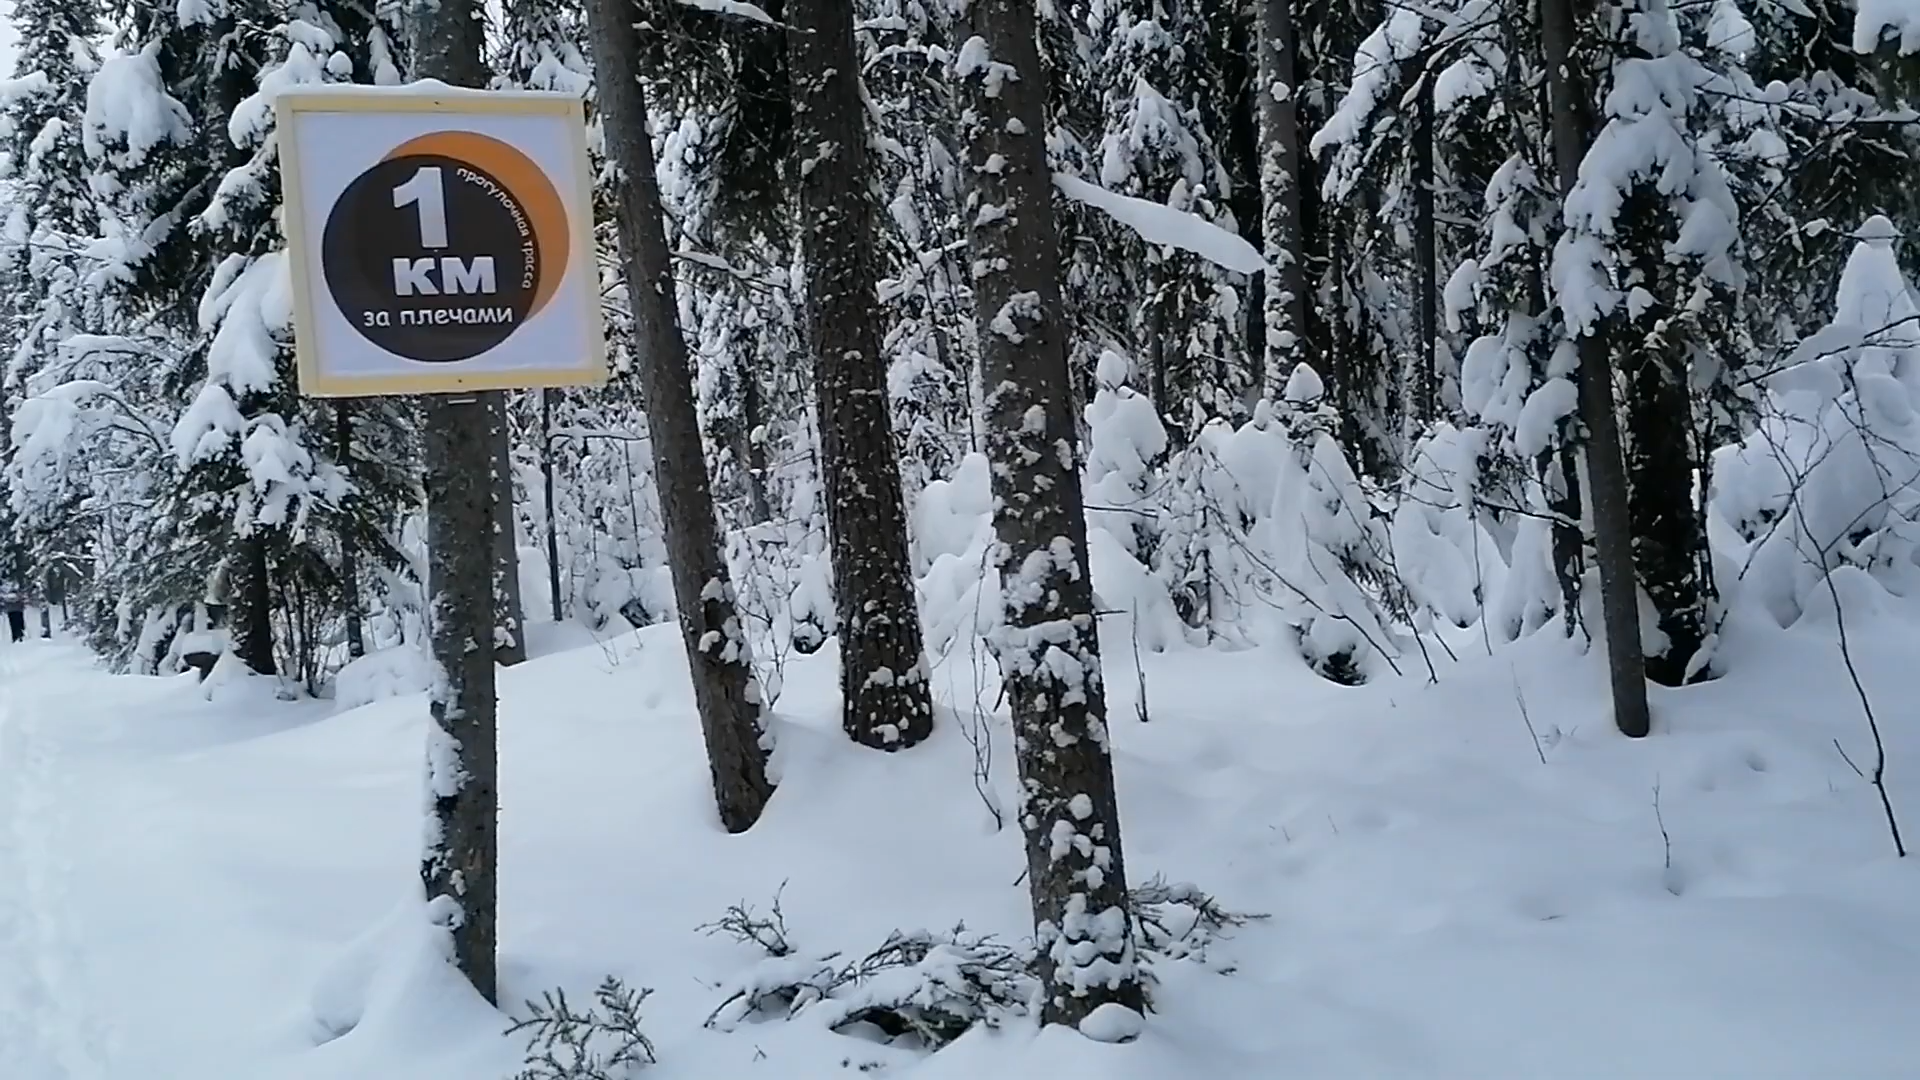 1
прогулочная трасса
км
за плечами